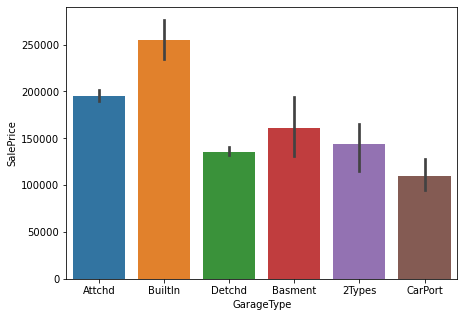 250000
200000
150000
100000
50000
0
SalePrice
Attchd BuiltIn Detchd Basment 2Types CarPort
GarageType